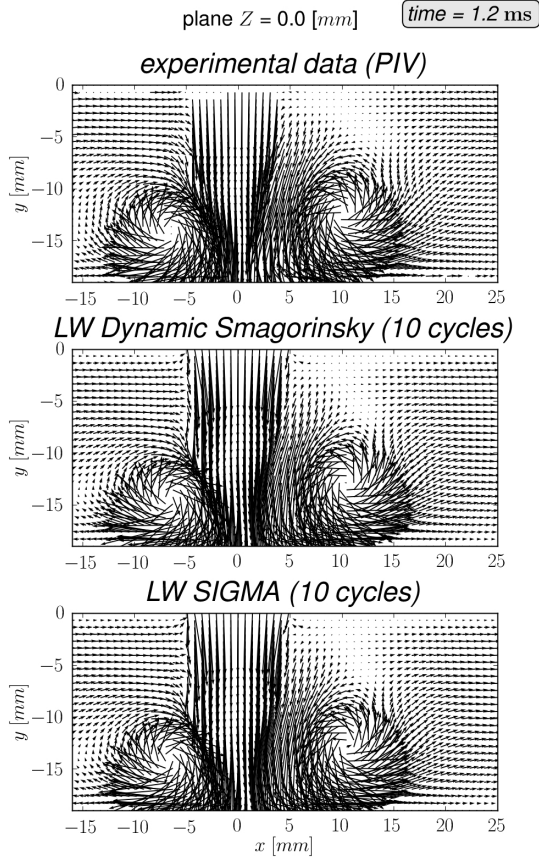 plane Z = 0.0 [mm]
time = 1.2 ms
experimental data (PIV)
0
−5
−10
−15
y [mm]
−15 −10 −5 0 5 10 15 20 25
LW Dynamic Smagorinsky (10 cycles)
0
−5
−10
−15
y [mm]
−15 −10 −5 0 5 10 15 20 25
LW SIGMA (10 cycles)
0
−5
−10
−15
y [mm]
−15 −10 −5 0 5 10 15 20 25
x [mm]